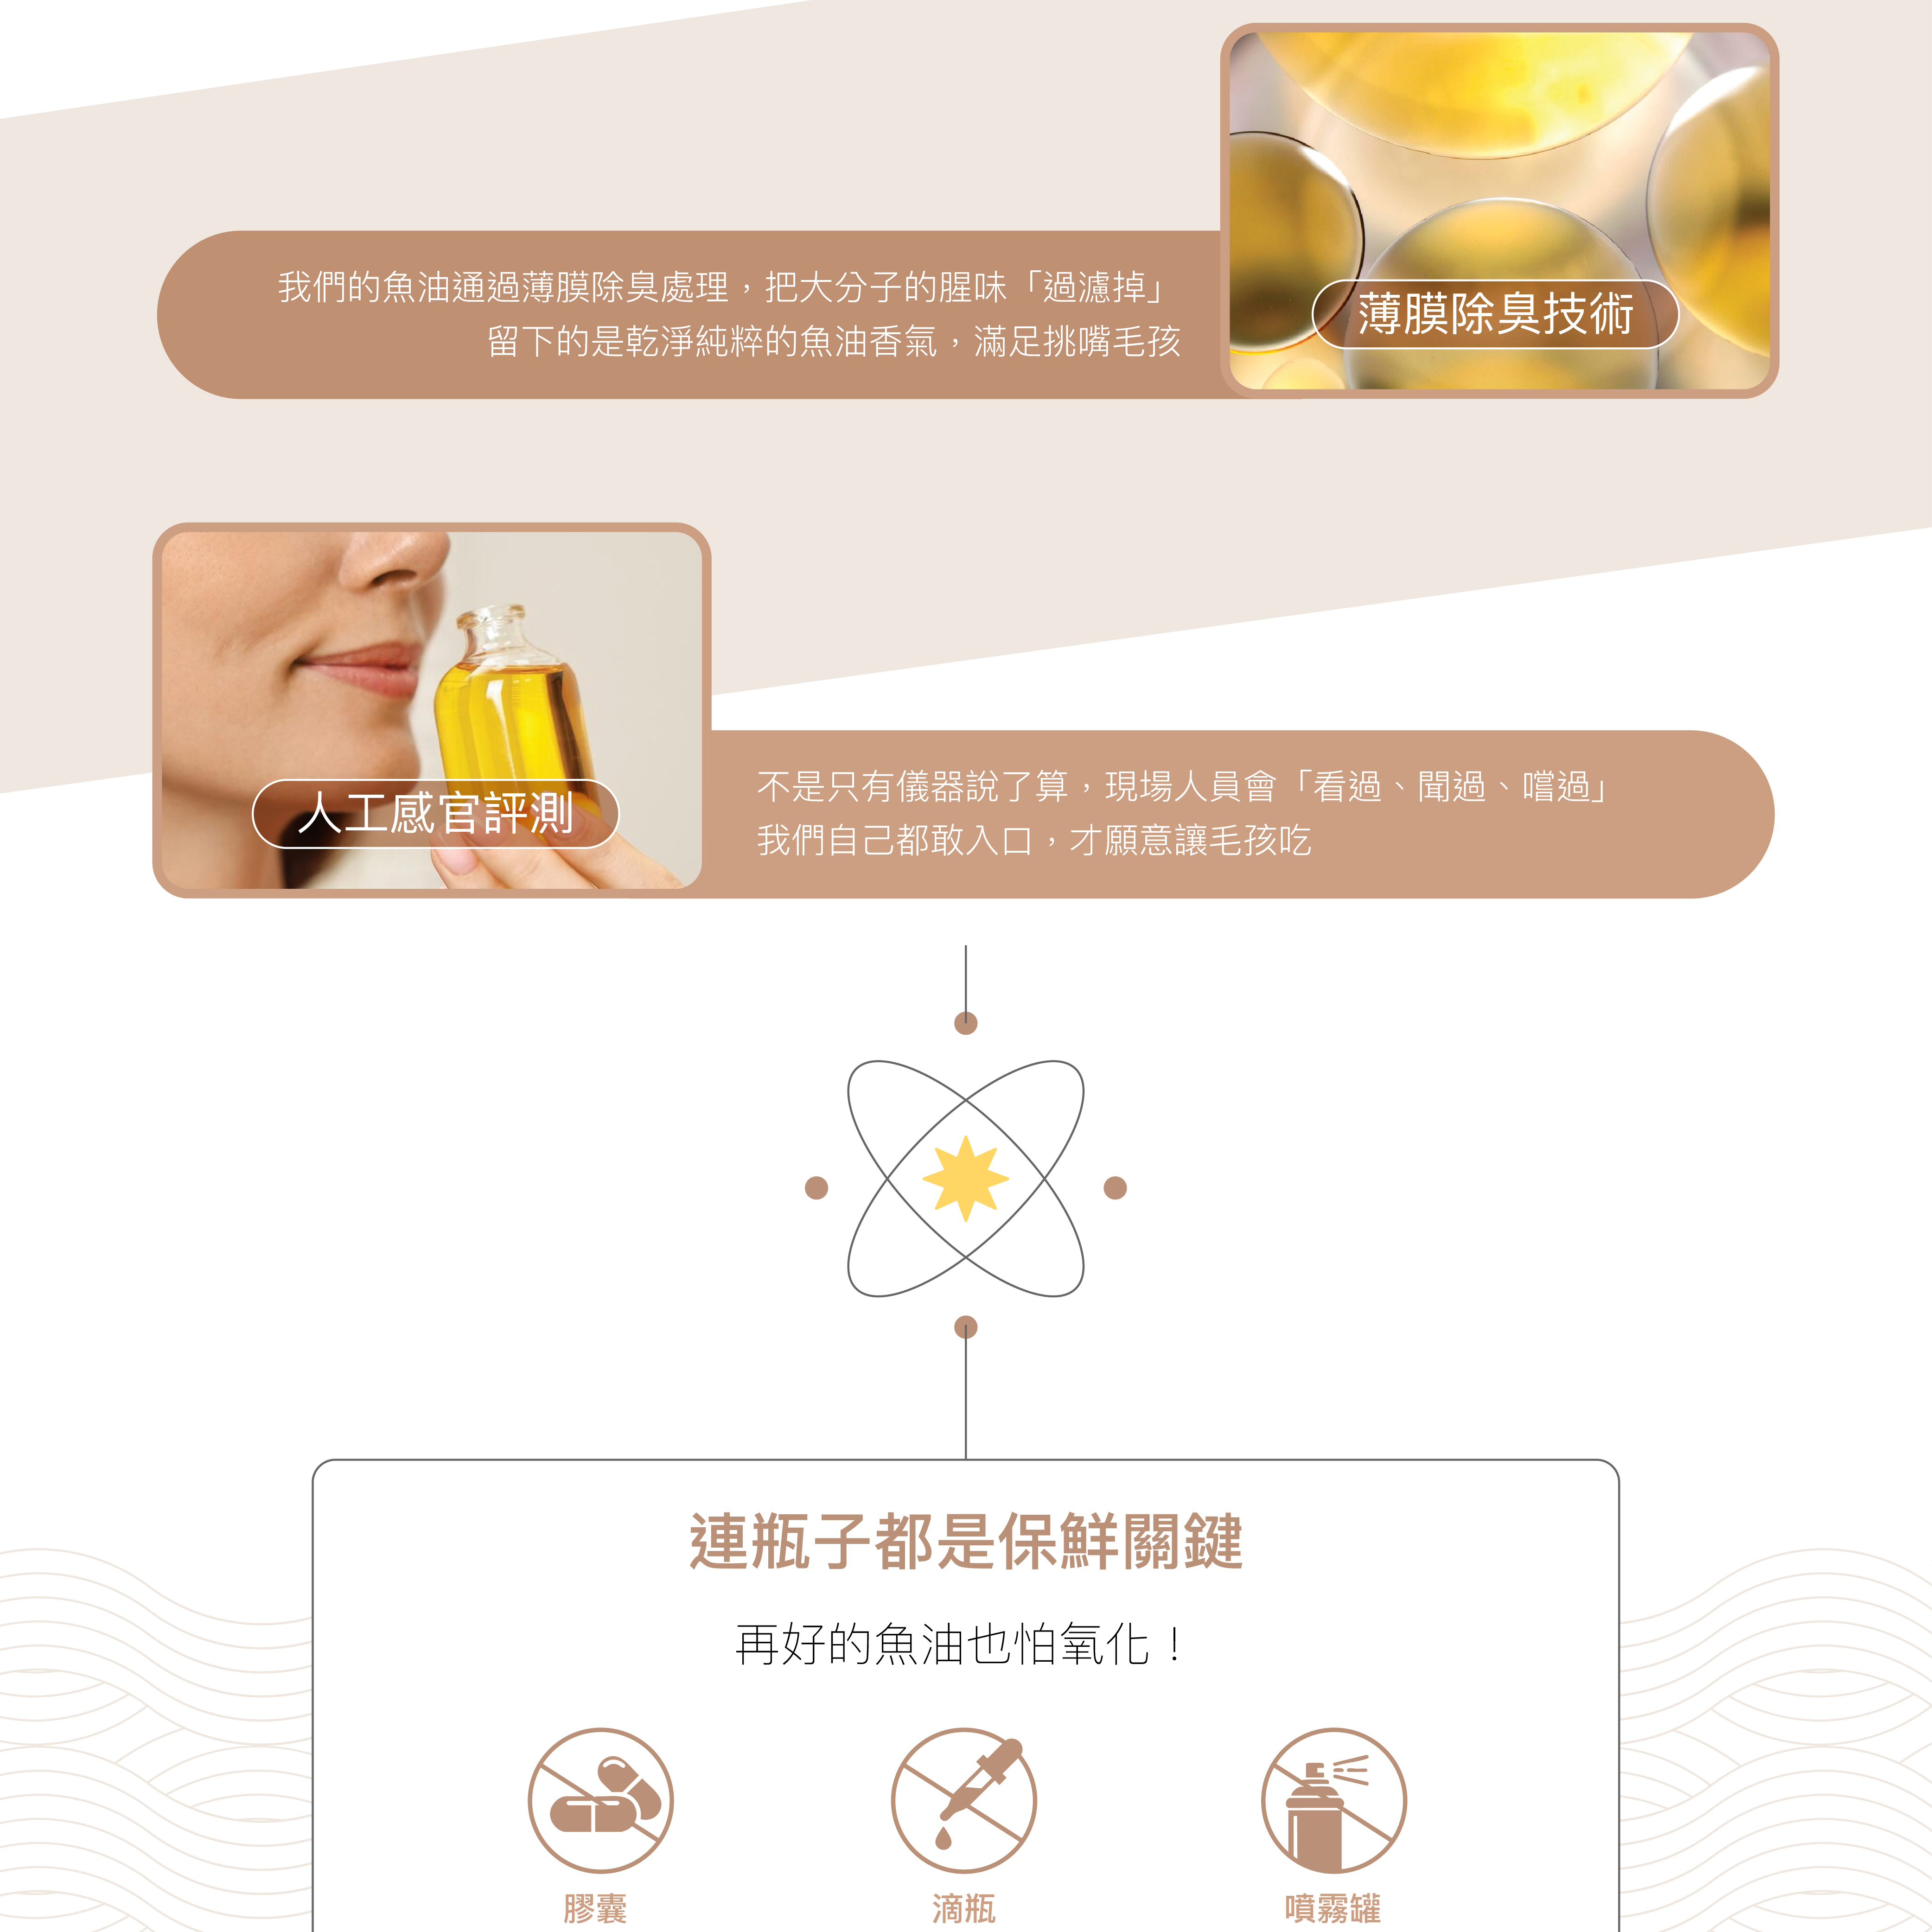 我們的魚油通過薄膜除臭處理，把大分子的腥味「過濾掉」
留下的是乾淨純粹的魚油香氣，滿足挑嘴毛孩
薄膜除臭技術
人工感官評測
不是只有儀器說了算，現場人員會「看過、聞過、嚐過」
我們自己都敢入口，才願意讓毛孩吃
連瓶子都是保鮮關鍵
再好的魚油也怕氧化！
膠囊
滴瓶
噴霧罐